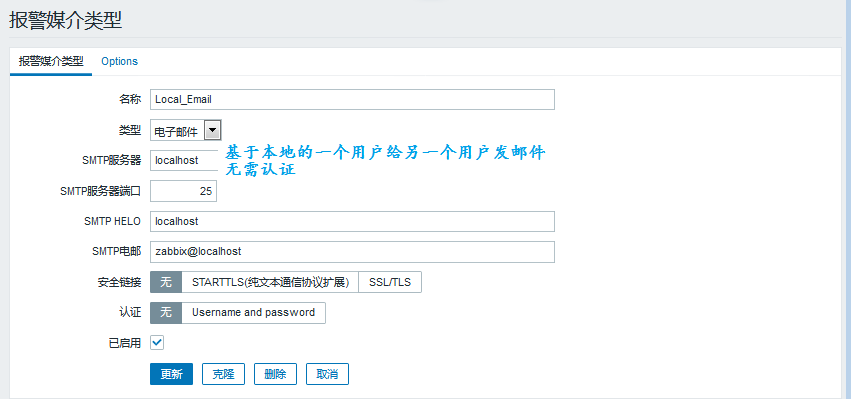 报警媒介类型
报警媒介类型 Options
名称 Local_Email
类型 电子邮件
SMTP服务器 localhost
基于本地的一个用户给另一个用户发邮件
无需认证
SMTP服务器端口 25
SMTP HELO localhost
SMTP电邮 zabbix@localhost
安全链接 无 STARTTLS(纯文本通信协议扩展) SSL/TLS
认证 无 Username and password
已启用
更新 克隆 删除 取消